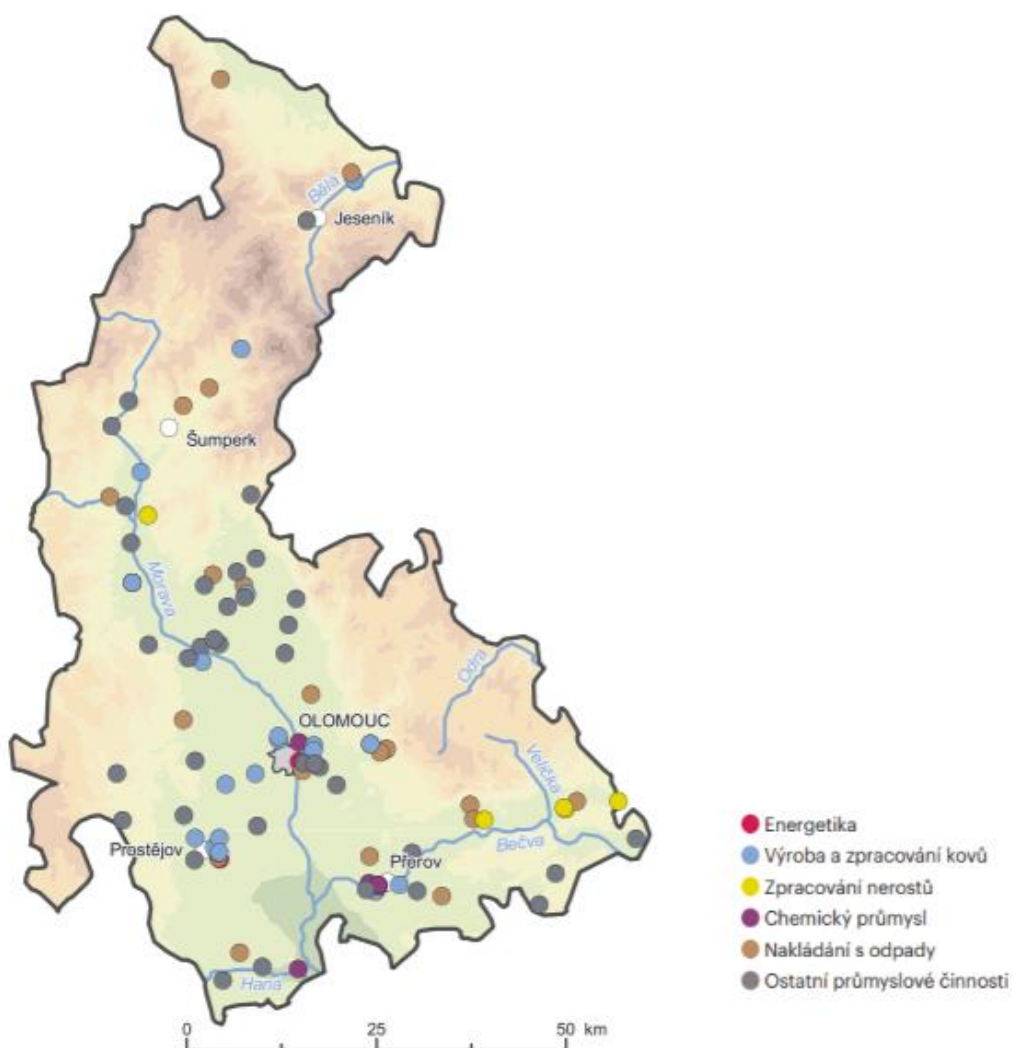 Bělá
Jeseník
Šumperk
Morava
Odra
OLOMOUC
Velička
Prostějov
Přerov
Bečva
Haná
0 25 50 km
Energetika
Výroba a zpracování kovů
Zpracování nerostů
Chemický průmysl
Nakládání s odpady
Ostatní průmyslové činnosti